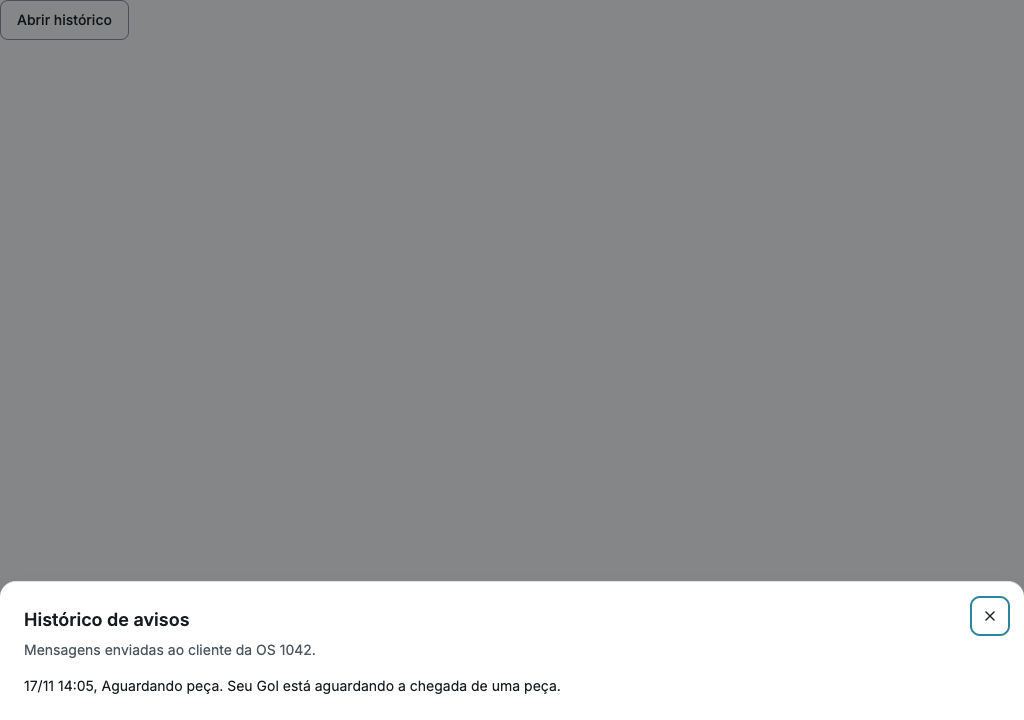 Abrir histórico
Histórico de avisos
Mensagens enviadas ao cliente da OS 1042.
17/11 14:05, Aguardando peça. Seu Gol está aguardando a chegada de uma peça.